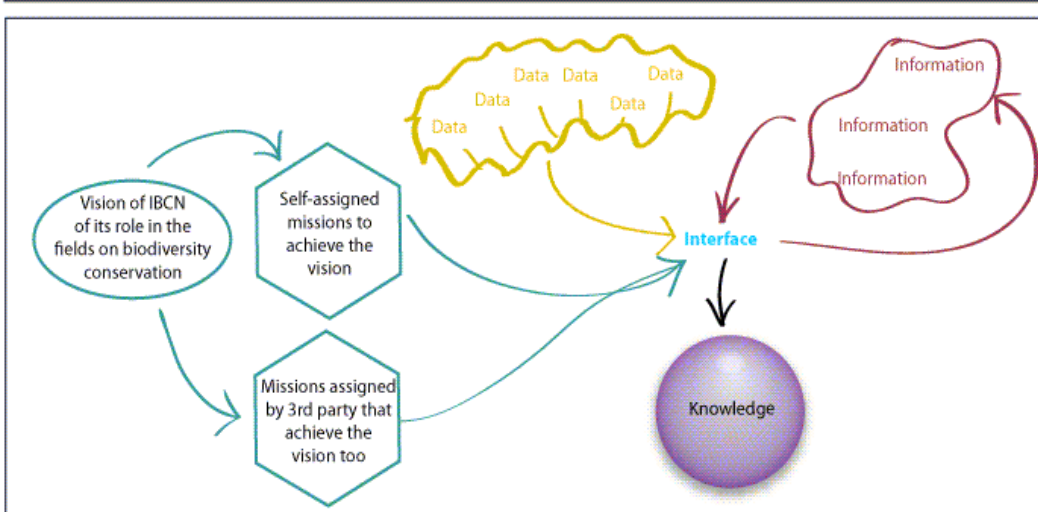 Vision of IBCN
of its role in the
fields on biodiversity
conservation
Self-assigned
missions to
achieve the
vision
Missions assigned
by 3rd party that
achieve the
vision too
Data
Data
Data
Data
Data
Data
Information
Information
Information
Interface
Knowledge